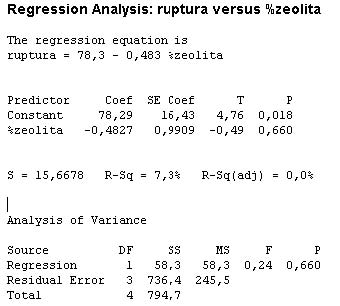 Regression Analysis: ruptura versus %zeolita
The regression equation is
ruptura = 78,3 - 0,483 %zeolita
Predictor Coef SE Coef T P
Constant 78,29 16,43 4,76 0,018
%zeolita -0,4827 0,9909 -0,49 0,660
S = 15,6678 R-Sq = 7,3% R-Sq(adj) = 0,0%
Analysis of Variance
Source DF SS MS F P
Regression 1 58,3 58,3 0,24 0,660
Residual Error 3 736,4 245,5
Total 4 794,7